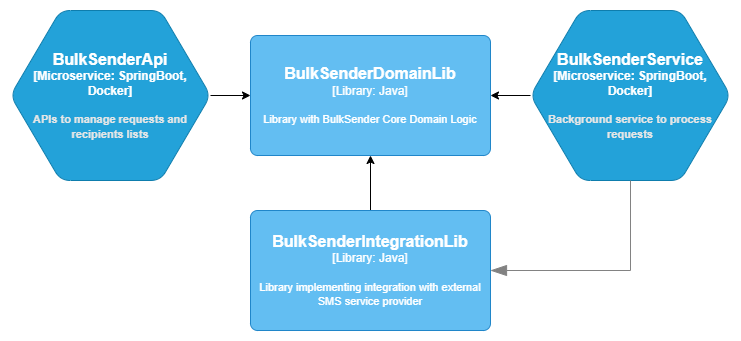 BulkSenderApi
[Microservice: SpringBoot,
Docker]
APIs to manage requests and
recipients lists
BulkSenderDomainLib
[Library: Java]
Library with BulkSender Core Domain Logic
BulkSenderService
[Microservice: SpringBoot,
Docker]
Background service to process
requests
BulkSenderIntegrationLib
[Library: Java]
Library implementing integration with external
SMS service provider